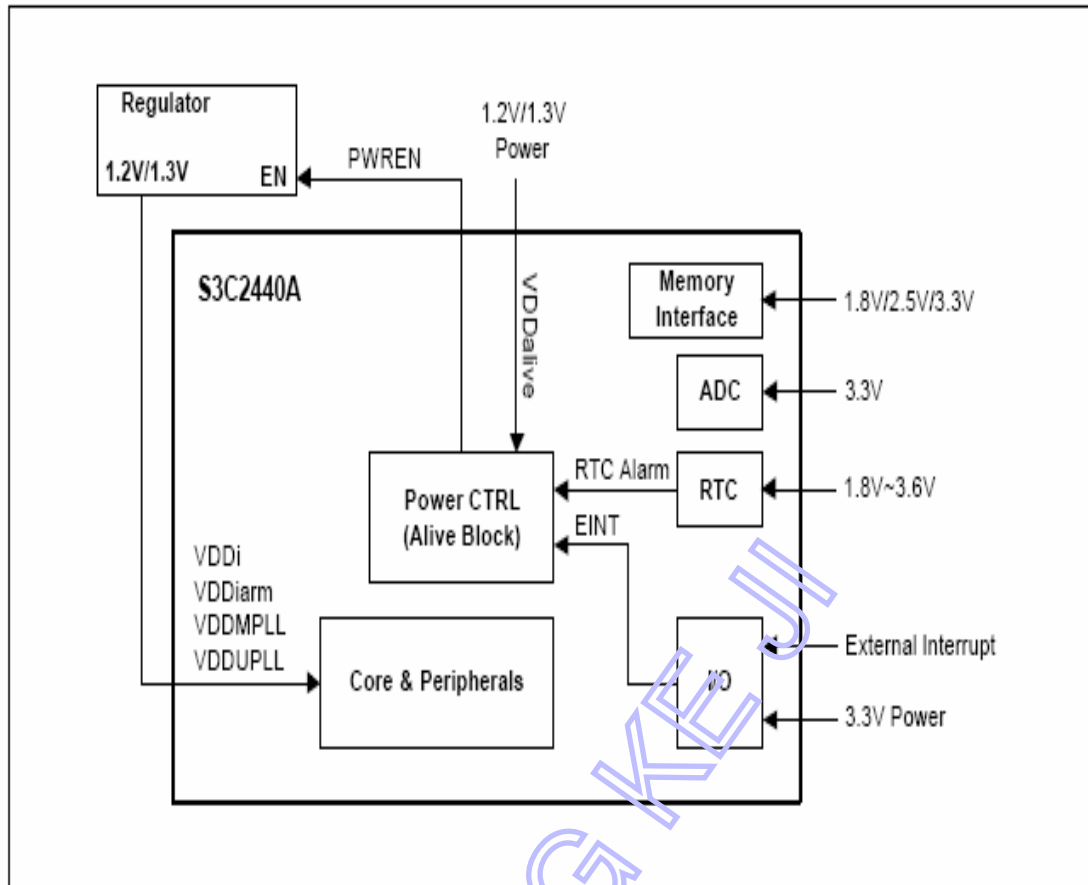 Regulator
1.2V/1.3V
EN
PWREN
1.2V/1.3V
Power
S3C2440A
VDDalive
Memory
Interface
1.8V/2.5V/3.3V
ADC
3.3V
RTC Alarm
RTC
1.8V~3.6V
Power CTRL
(Alive Block)
EINT
VDDi
VDDiarm
VDDMPLL
VDDUPLL
Core & Peripherals
I/O
External Interrupt
3.3V Power
G KE JI